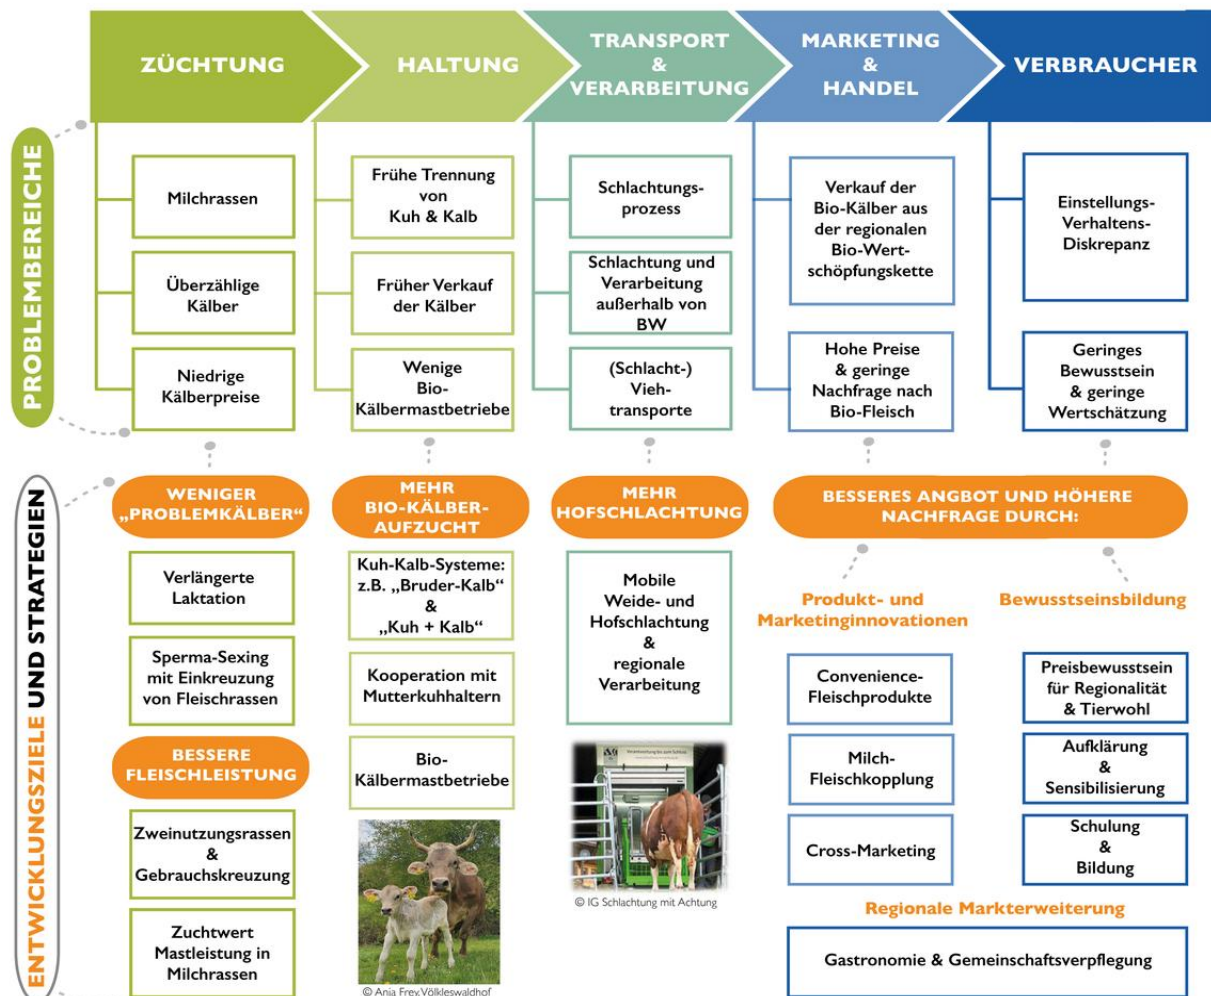 ZÜCHTUNG
HALTUNG
TRANSPORT
&
VERARBEITUNG
MARKETING
&
HANDEL
VERBRAUCHER
PROBLEMBEREICHE
Milchrassen
Überzählige
Kälber
Niedrige
Kälberpreise
Frühe Trennung
von
Kuh & Kalb
Früher Verkauf
der Kälber
Wenige
Bio-
Kälbermastbetriebe
Schlachtungs-
prozess
Schlachtung und
Verarbeitung
außerhalb von
BW
(Schlacht-)
Vieh-
transporte
Verkauf der
Bio-Kälber aus
der regionalen
Bio-Wert-
schöpfungskette
Hohe Preise
& geringe
Nachfrage nach
Bio-Fleisch
Einstellungs-
Verhaltens-
Diskrepanz
Geringes
Bewusstsein
& geringe
Wertschätzung
ENTWICKLUNGSZIELE UND STRATEGIEN
WENIGER
„PROBLEMKÄLBER“
Verlängerte
Laktation
Sperma-Sexing
mit Einkreuzung
von Fleischrassen
BESSERE
FLEISCHLEISTUNG
Zweinutzungsrassen
&
Gebrauchskreuzung
Zuchtwert
Mastleistung in
Milchrassen
MEHR
BIO-KÄLBER-
AUFZUCHT
Kuh-Kalb-Systeme:
z.B. „Bruder-Kalb“
&
„Kuh + Kalb“
Kooperation mit
Mutterkuhhaltern
Bio-
Kälbermastbetriebe
© Anja Frey, Völkleswaldhof
MEHR
HOFSCHLACHTUNG
Mobile
Weide- und
Hofschlachtung
&
regionale
Verarbeitung
© IG Schlachtung mit Achtung
BESSERES ANGBOT UND HÖHERE
NACHFRAGE DURCH:
Produkt- und
Marketinginnovationen
Convenience-
Fleischprodukte
Milch-
Fleischkopplung
Cross-Marketing
Bewusstseinsbildung
Preisbewusstsein
für Regionalität
& Tierwohl
Aufklärung
&
Sensibilisierung
Schulung
&
Bildung
Regionale Markterweiterung
Gastronomie & Gemeinschaftsverpflegung